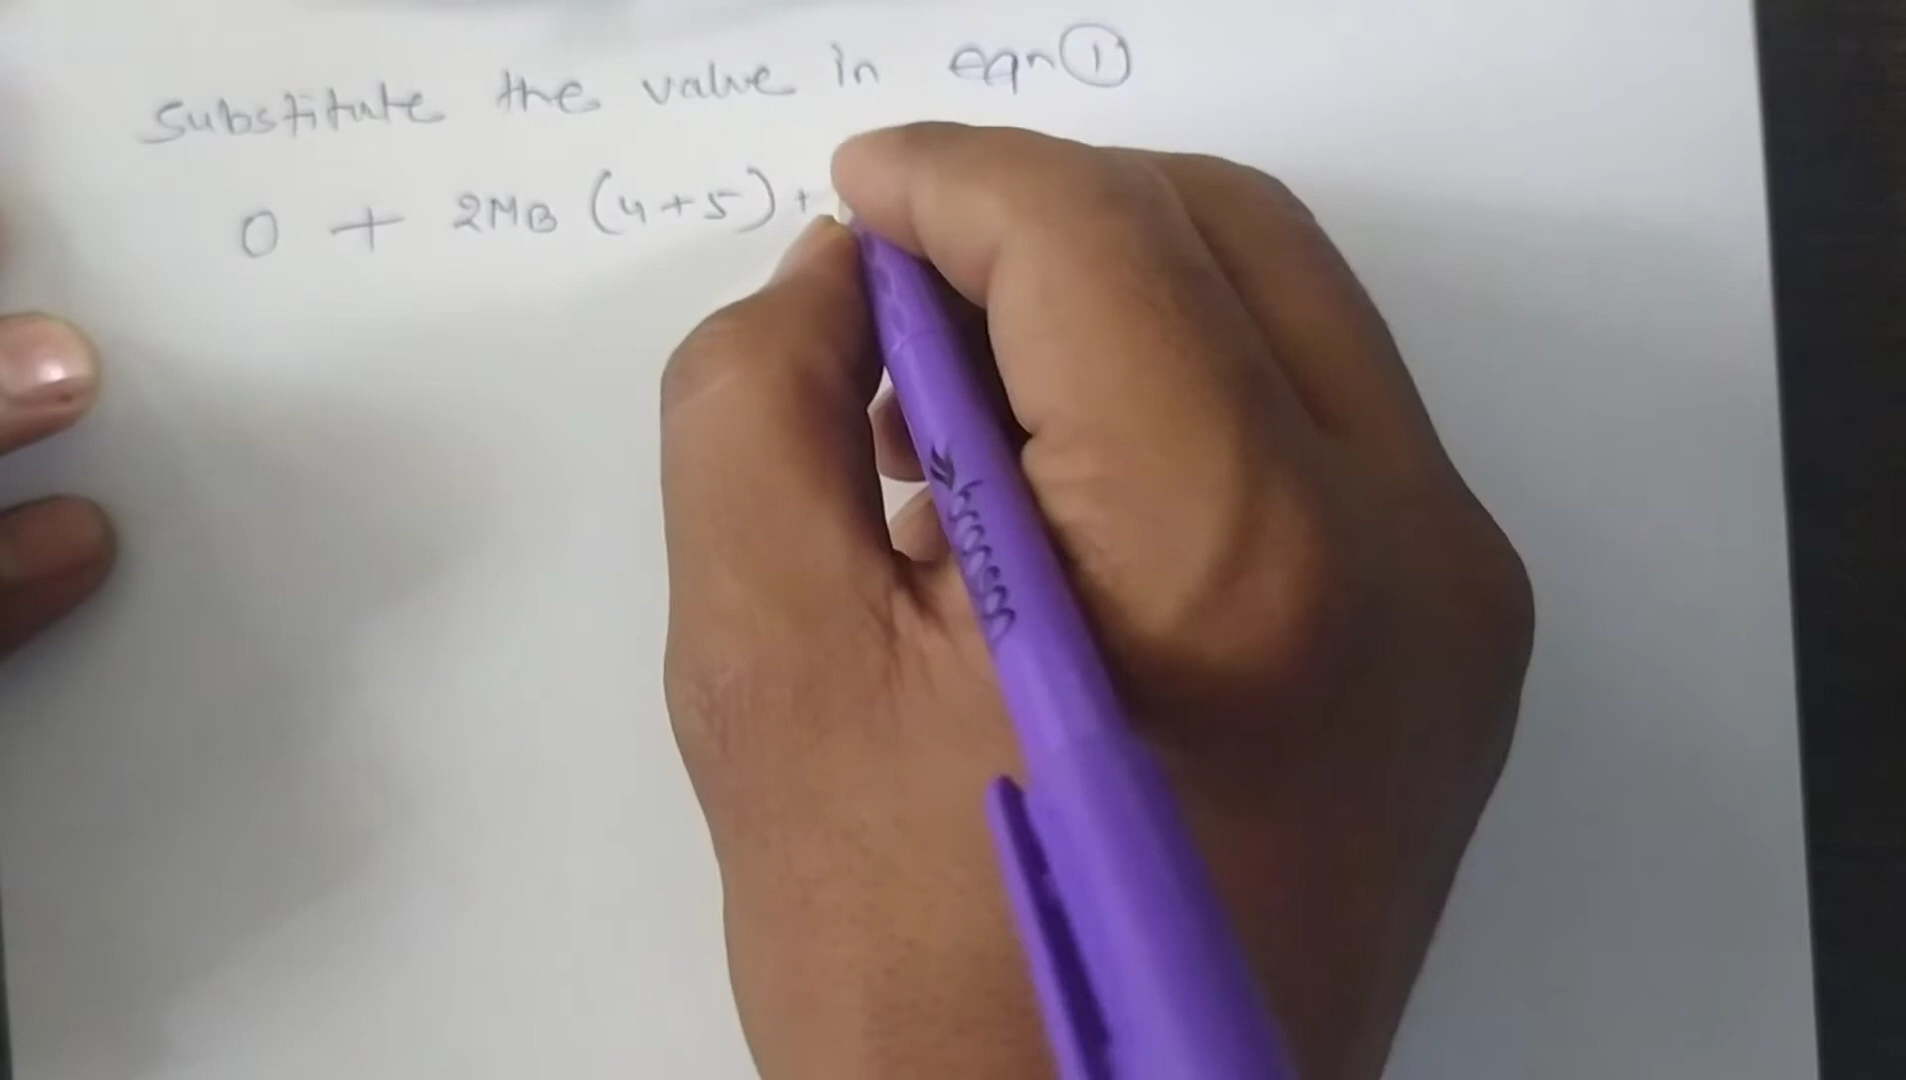 Substitute the value in eqn ①
0 + 2MB (4+5) +